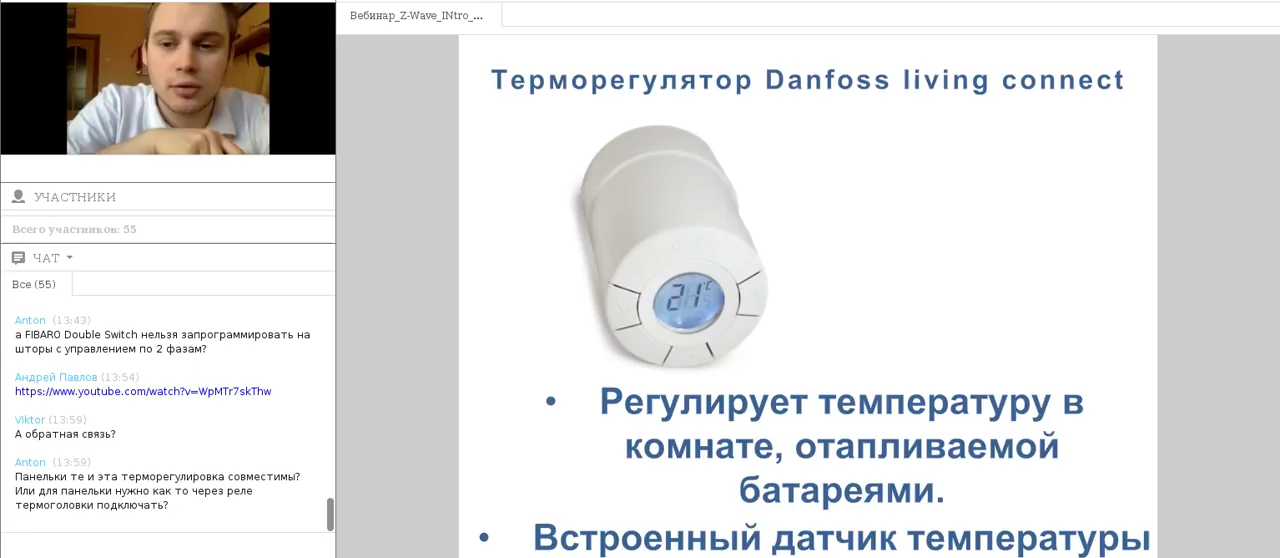 Вебинар_Z-Wave_INtro_...
Терморегулятор Danfoss living connect
21°C
• Регулирует температуру в
комнате, отапливаемой
батареями.
• Встроенный датчик температуры
УЧАСТНИКИ
Всего участников: 55
ЧАТ
Все (55)
Anton (13:43)
а FIBARO Double Switch нельзя запрограммировать на
шторы с управлением по 2 фазам?
Андрей Павлов (13:54)
https://www.youtube.com/watch?v=WpMTr7skThw
Viktor (13:59)
А обратная связь?
Anton (13:59)
Панельки те и эта терморегулировка совместимы?
Или для панельки нужно как то через реле
термоголовки подключать?